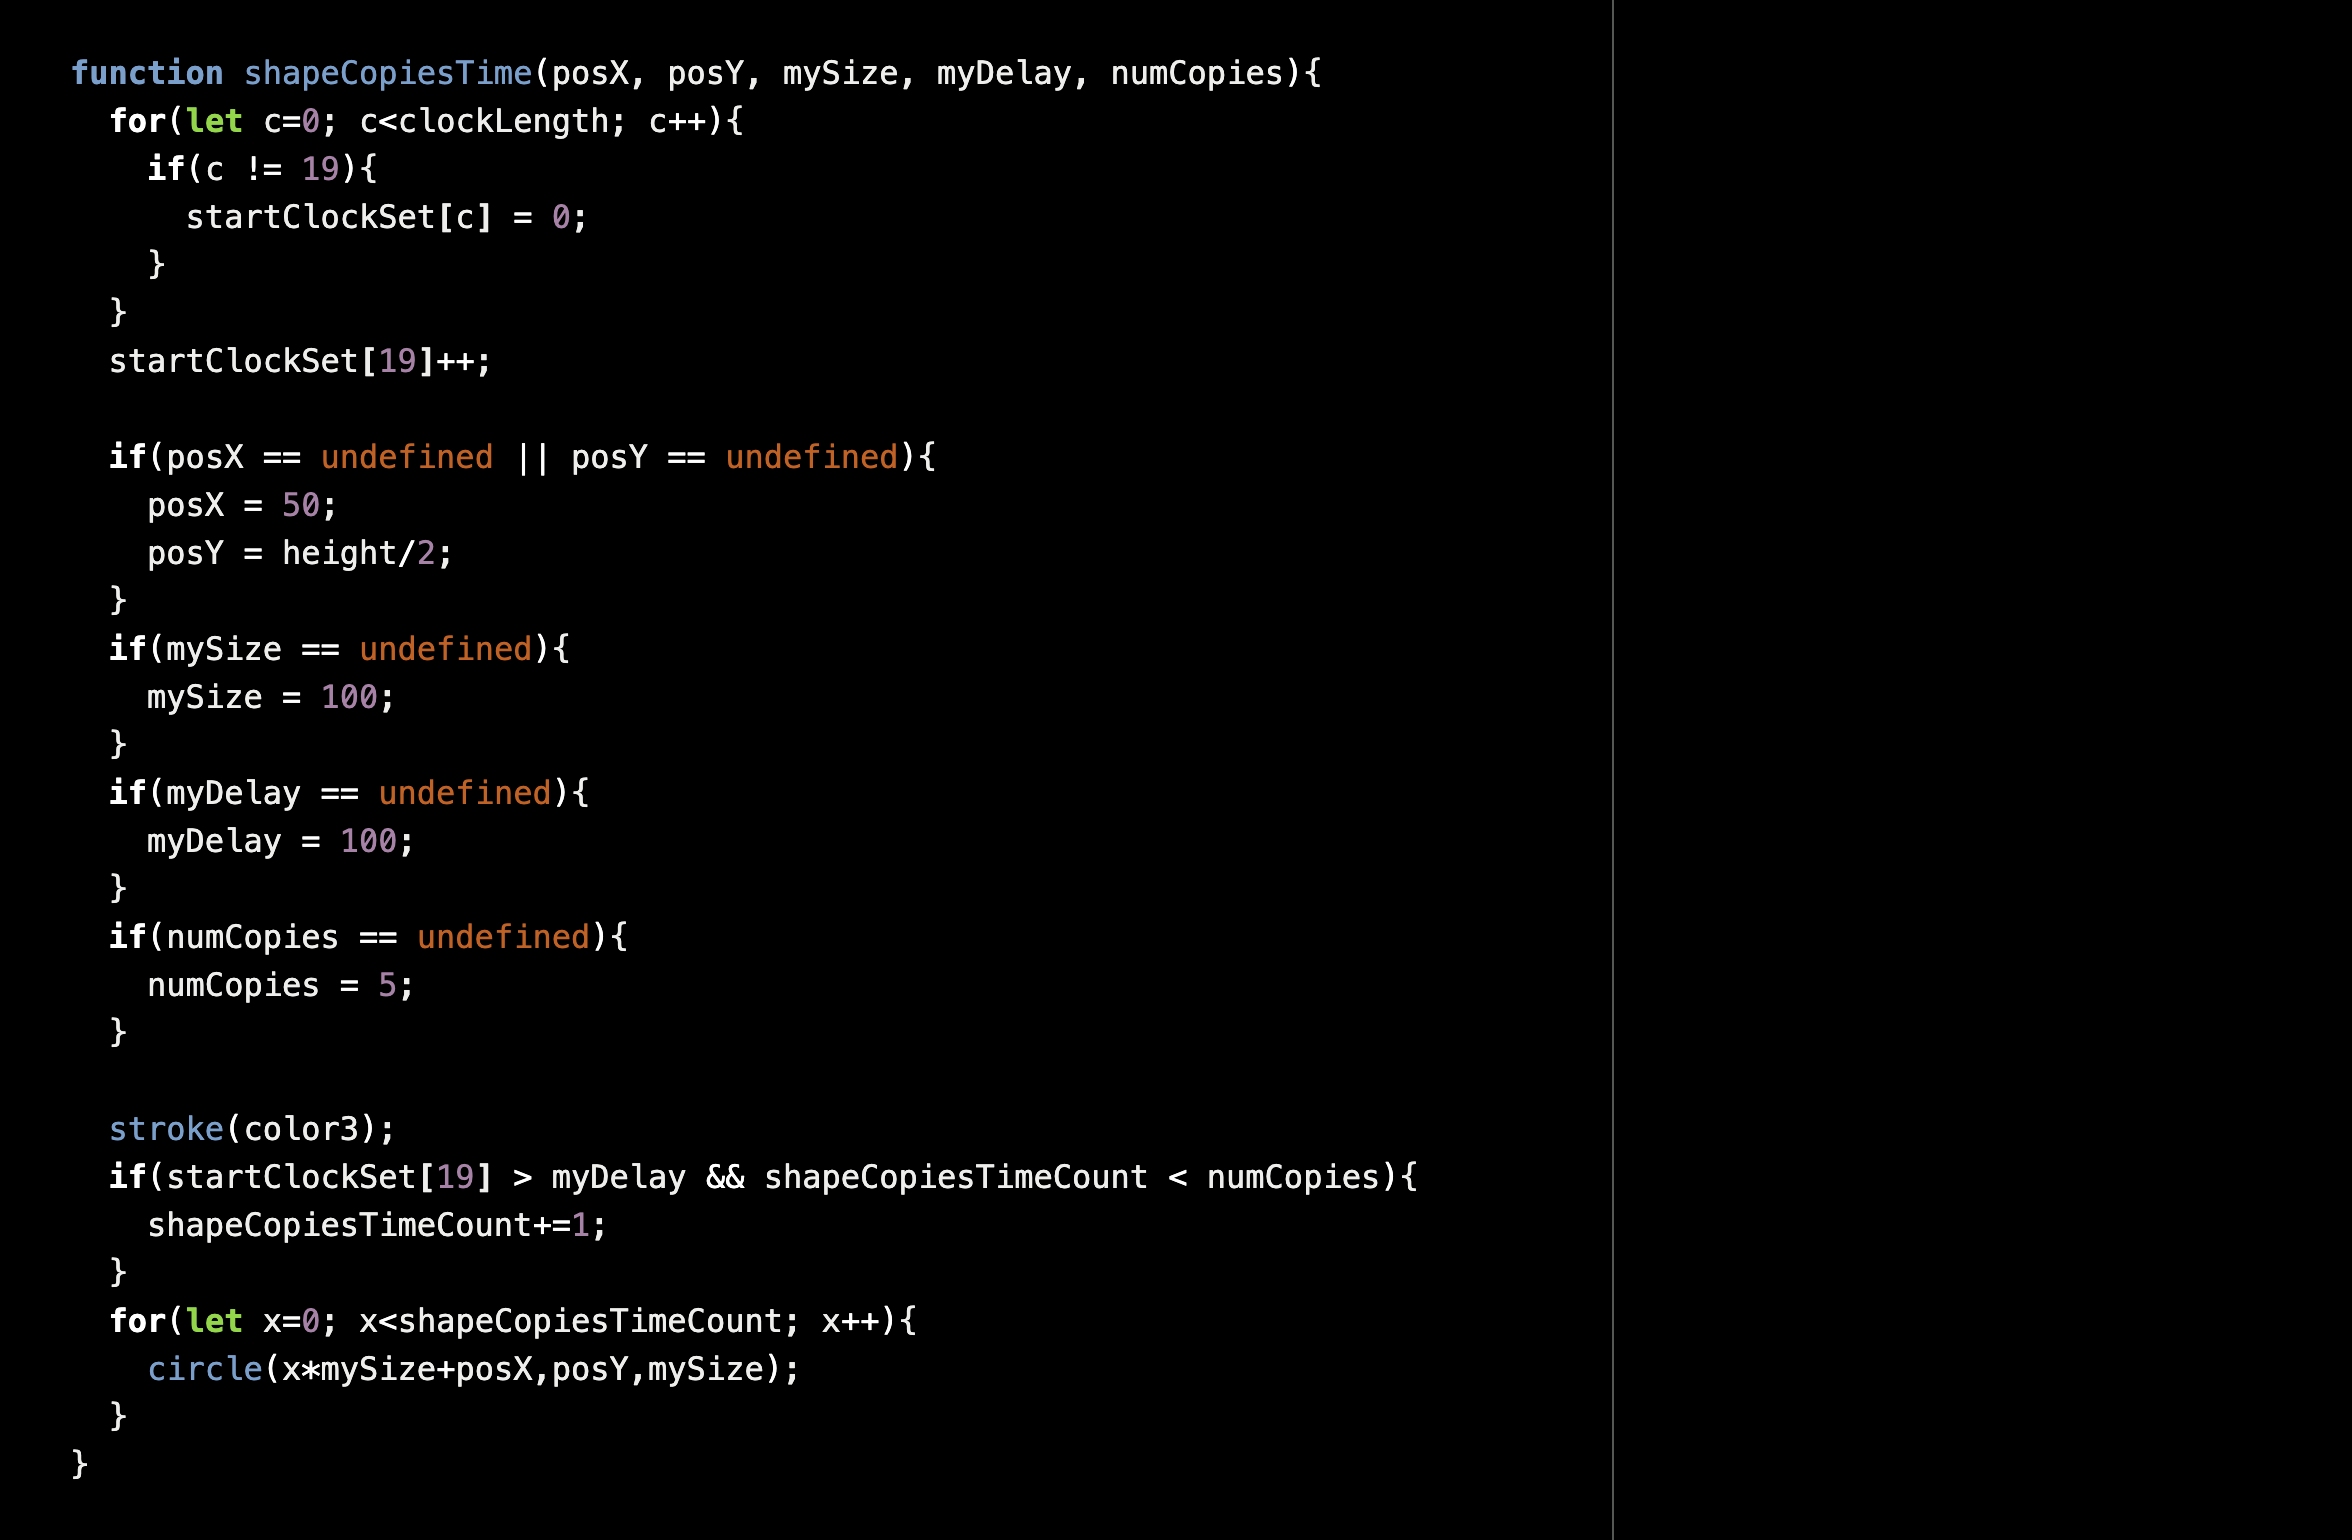 function shapeCopiesTime(posX, posY, mySize, myDelay, numCopies){
  for(let c=0; c<clockLength; c++){
    if(c != 19){
      startClockSet[c] = 0;
    }
  }
  startClockSet[19]++;

  if(posX == undefined || posY == undefined){
    posX = 50;
    posY = height/2;
  }
  if(mySize == undefined){
    mySize = 100;
  }
  if(myDelay == undefined){
    myDelay = 100;
  }
  if(numCopies == undefined){
    numCopies = 5;
  }

  stroke(color3);
  if(startClockSet[19] > myDelay && shapeCopiesTimeCount < numCopies){
    shapeCopiesTimeCount+=1;
  }
  for(let x=0; x<shapeCopiesTimeCount; x++){
    circle(x*mySize+posX,posY,mySize);
  }
}